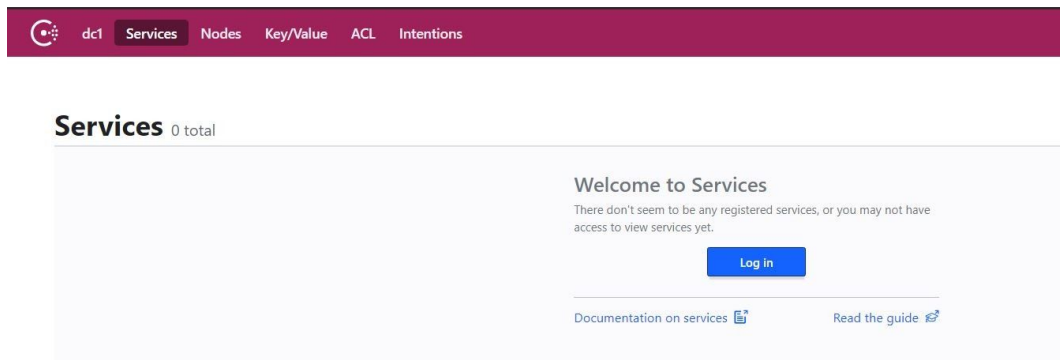 dc1 Services Nodes Key/Value ACL Intentions
Services 0 total
Welcome to Services
There don't seem to be any registered services, or you may not have
access to view services yet.
Log in
Documentation on services Read the guide